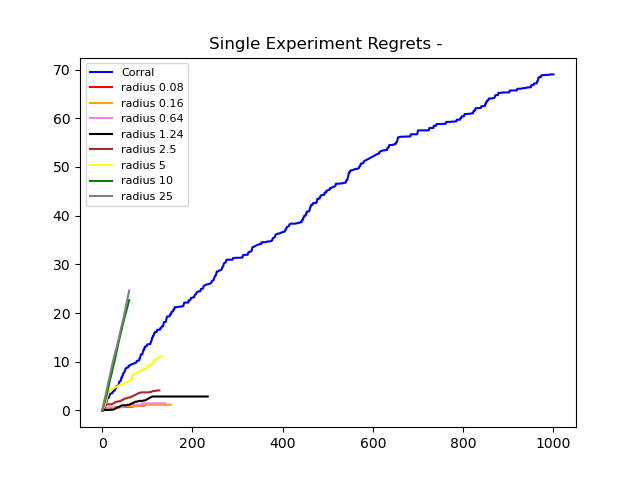 Single Experiment Regrets -
70
60
50
40
30
20
10
0
Corral
radius 0.08
radius 0.16
radius 0.64
radius 1.24
radius 2.5
radius 5
radius 10
radius 25
0 200 400 600 800 1000